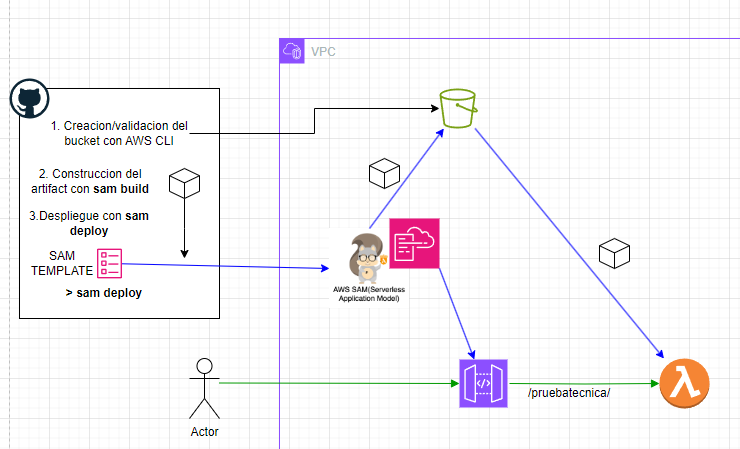 VPC
1. Creacion/validacion del
bucket con AWS CLI
2. Construccion del
artifact con sam build
3.Despliegue con sam
deploy
SAM
TEMPLATE
> sam deploy
AWS SAM(Serverless
Application Model)
/pruebatecnica/
Actor